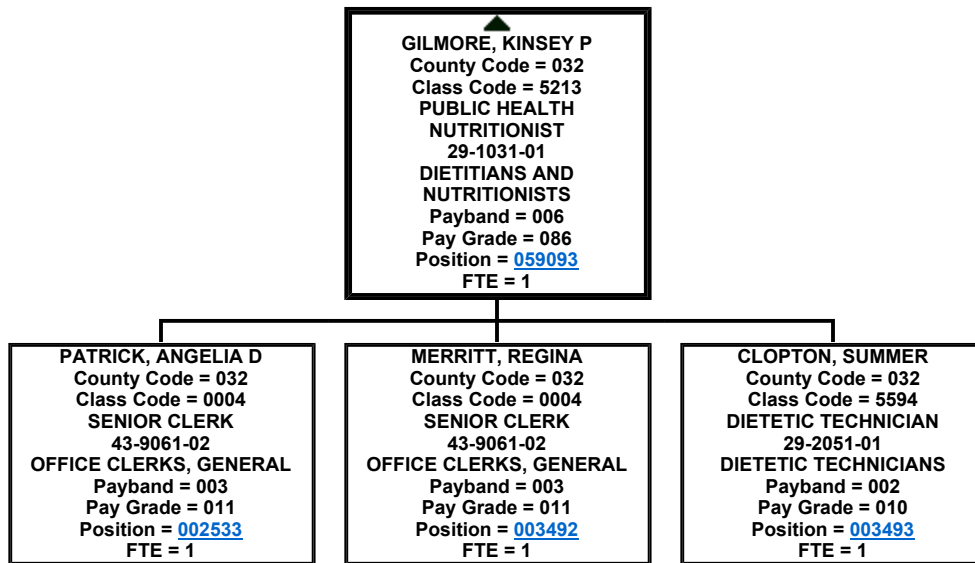 GILMORE, KINSEY P
County Code = 032
Class Code = 5213
PUBLIC HEALTH
NUTRITIONIST
29-1031-01
DIETITIANS AND
NUTRITIONISTS
Payband = 006
Pay Grade = 086
Position = 059093
FTE = 1
PATRICK, ANGELIA D
County Code = 032
Class Code = 0004
SENIOR CLERK
43-9061-02
OFFICE CLERKS, GENERAL
Payband = 003
Pay Grade = 011
Position = 002533
FTE = 1
MERRITT, REGINA
County Code = 032
Class Code = 0004
SENIOR CLERK
43-9061-02
OFFICE CLERKS, GENERAL
Payband = 003
Pay Grade = 011
Position = 003492
FTE = 1
CLOPTON, SUMMER
County Code = 032
Class Code = 5594
DIETETIC TECHNICIAN
29-2051-01
DIETETIC TECHNICIANS
Payband = 002
Pay Grade = 010
Position = 003493
FTE = 1